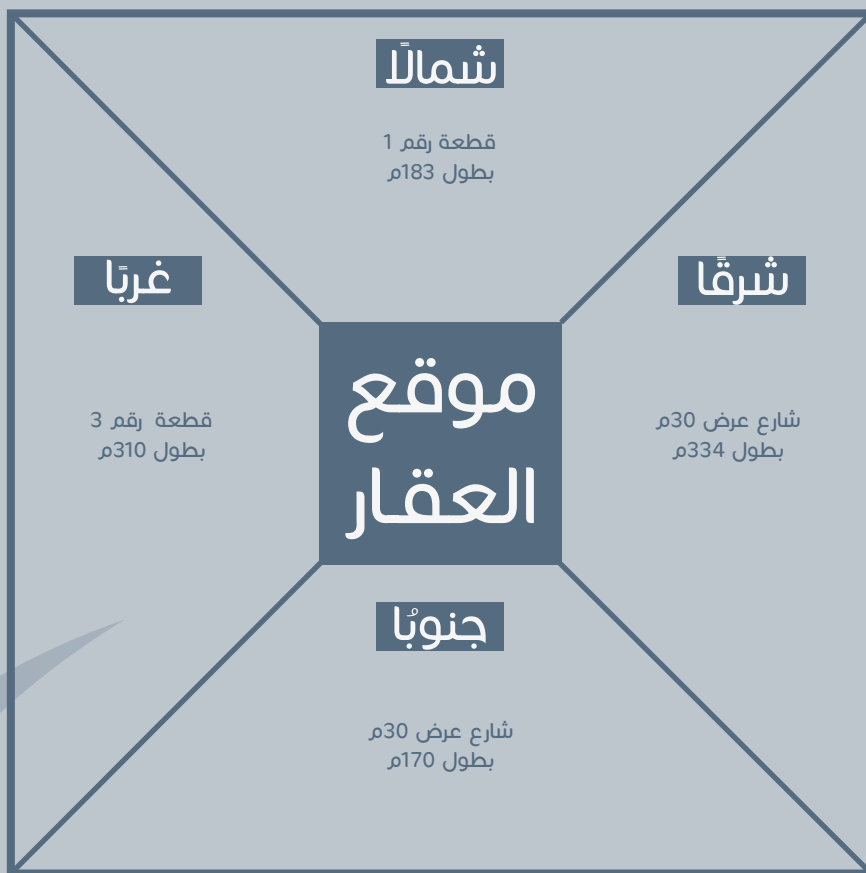 شمالًا
قطعة رقم 1
بطول 183م
شرقًا
شارع عرض 30م
بطول 334م
موقع
العقار
غربًا
قطعة رقم 3
بطول 310م
جنوبًا
شارع عرض 30م
بطول 170م